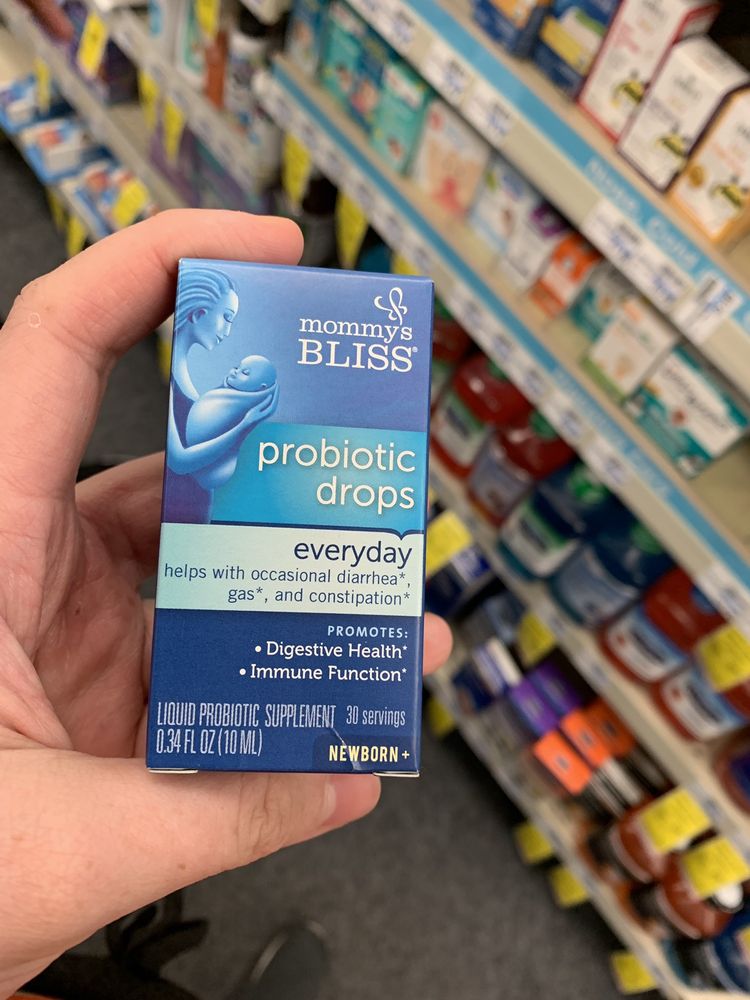 mommy's
BLISS®
probiotic
drops
everyday
helps with occasional diarrhea*,
gas*, and constipation*
PROMOTES:
• Digestive Health*
• Immune Function*
LIQUID PROBIOTIC SUPPLEMENT 30 servings
0.34 FL OZ (10 ML)
NEWBORN+